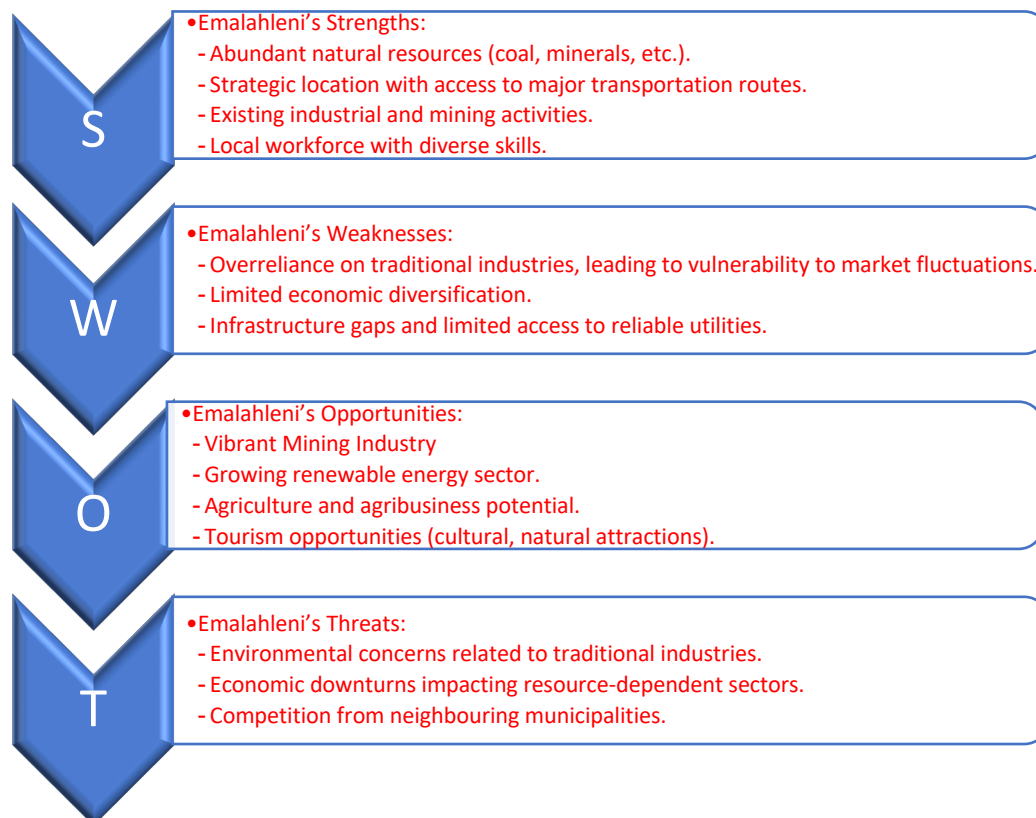 S
•Emalahleni’s Strengths:
- Abundant natural resources (coal, minerals, etc.).
- Strategic location with access to major transportation routes.
- Existing industrial and mining activities.
- Local workforce with diverse skills.
W
•Emalahleni’s Weaknesses:
- Overreliance on traditional industries, leading to vulnerability to market fluctuations.
- Limited economic diversification.
- Infrastructure gaps and limited access to reliable utilities.
O
•Emalahleni’s Opportunities:
- Vibrant Mining Industry
- Growing renewable energy sector.
- Agriculture and agribusiness potential.
- Tourism opportunities (cultural, natural attractions).
T
•Emalahleni’s Threats:
- Environmental concerns related to traditional industries.
- Economic downturns impacting resource-dependent sectors.
- Competition from neighbouring municipalities.